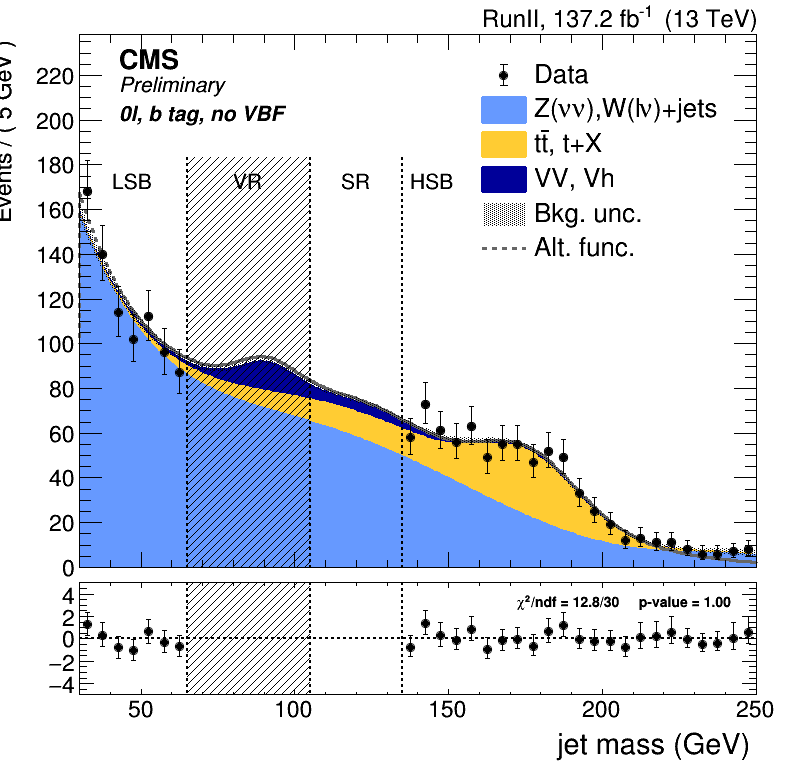 RunII, 137.2 fb⁻¹ (13 TeV)
CMS
Preliminary
0l, b tag, no VBF
Data
Z(νν),W(lν)+jets
tt̄, t+X
VV, Vh
Bkg. unc.
Alt. func.
LSB
VR
SR
HSB
Events / ( 5 GeV )
220
200
180
160
140
120
100
80
60
40
20
0
χ²/ndf = 12.8/30 p-value = 1.00
4
2
0
−2
−4
50 100 150 200 250
jet mass (GeV)